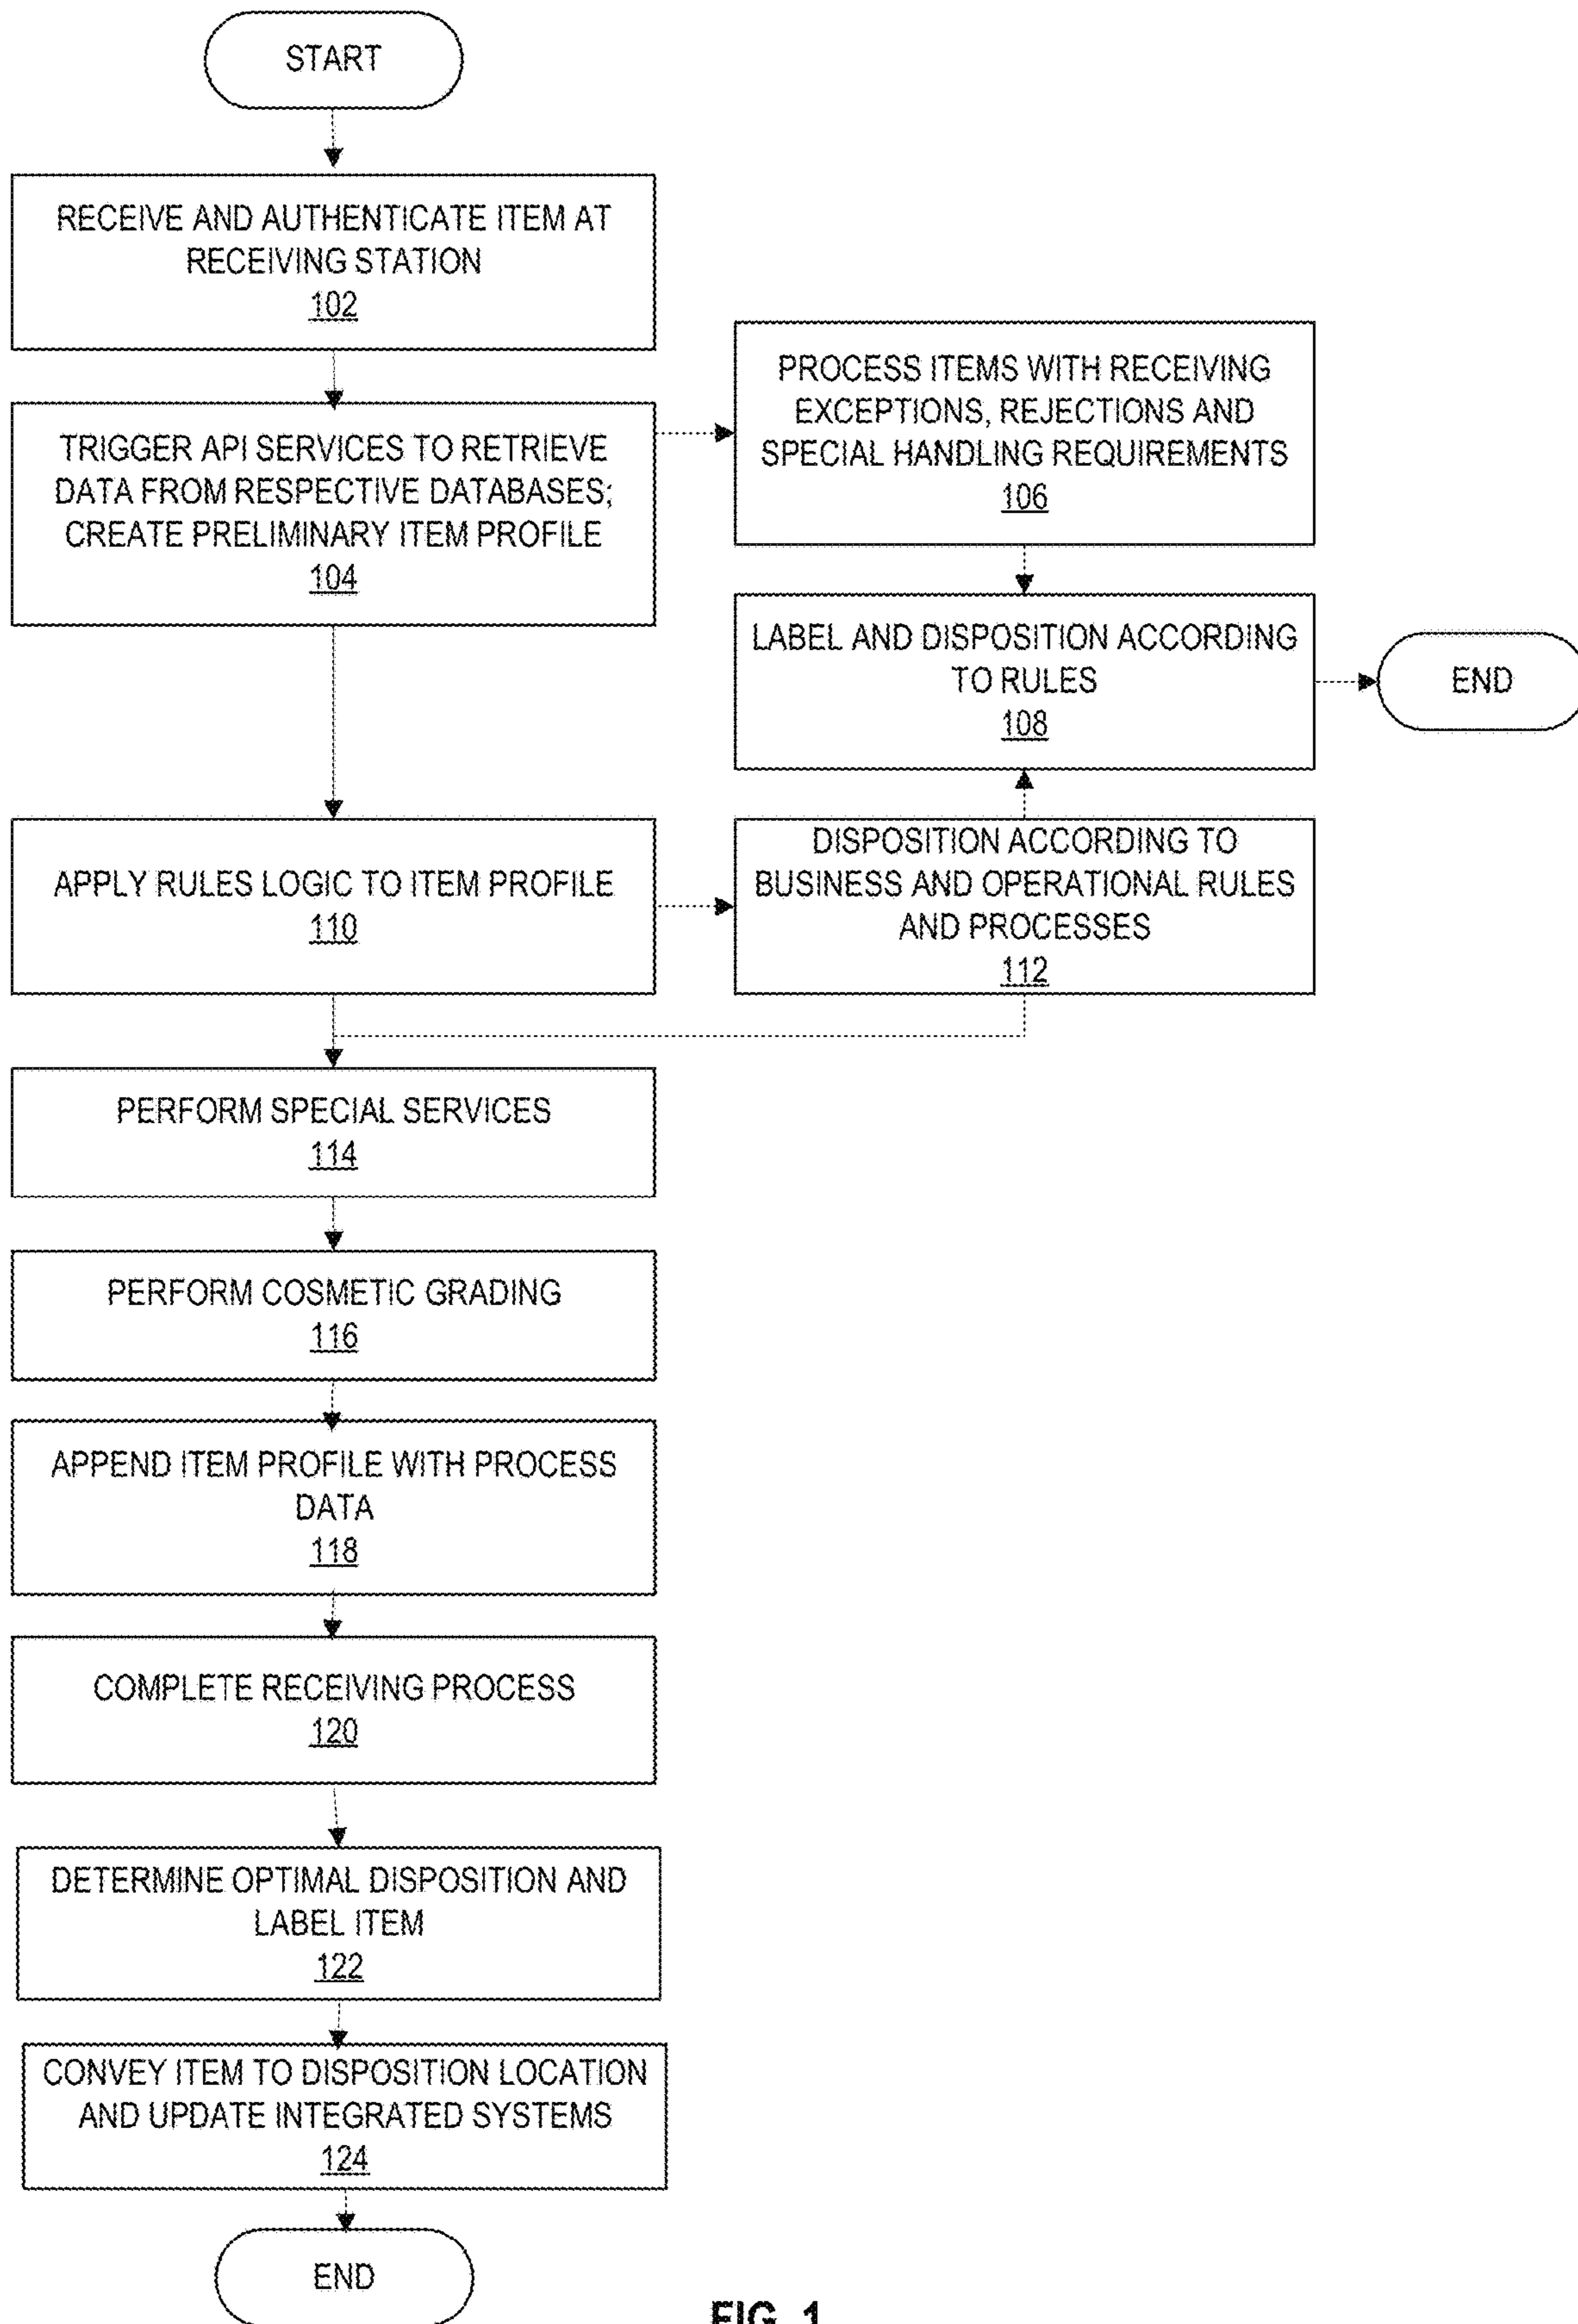 START
RECEIVE AND AUTHENTICATE ITEM AT
RECEIVING STATION
102
TRIGGER API SERVICES TO RETRIEVE
DATA FROM RESPECTIVE DATABASES;
CREATE PRELIMINARY ITEM PROFILE
104
PROCESS ITEMS WITH RECEIVING
EXCEPTIONS, REJECTIONS AND
SPECIAL HANDLING REQUIREMENTS
106
LABEL AND DISPOSITION ACCORDING
TO RULES
108
END
APPLY RULES LOGIC TO ITEM PROFILE
110
DISPOSITION ACCORDING TO
BUSINESS AND OPERATIONAL RULES
AND PROCESSES
112
PERFORM SPECIAL SERVICES
114
PERFORM COSMETIC GRADING
116
APPEND ITEM PROFILE WITH PROCESS
DATA
118
COMPLETE RECEIVING PROCESS
120
DETERMINE OPTIMAL DISPOSITION AND
LABEL ITEM
122
CONVEY ITEM TO DISPOSITION LOCATION
AND UPDATE INTEGRATED SYSTEMS
124
END
FIG. 1